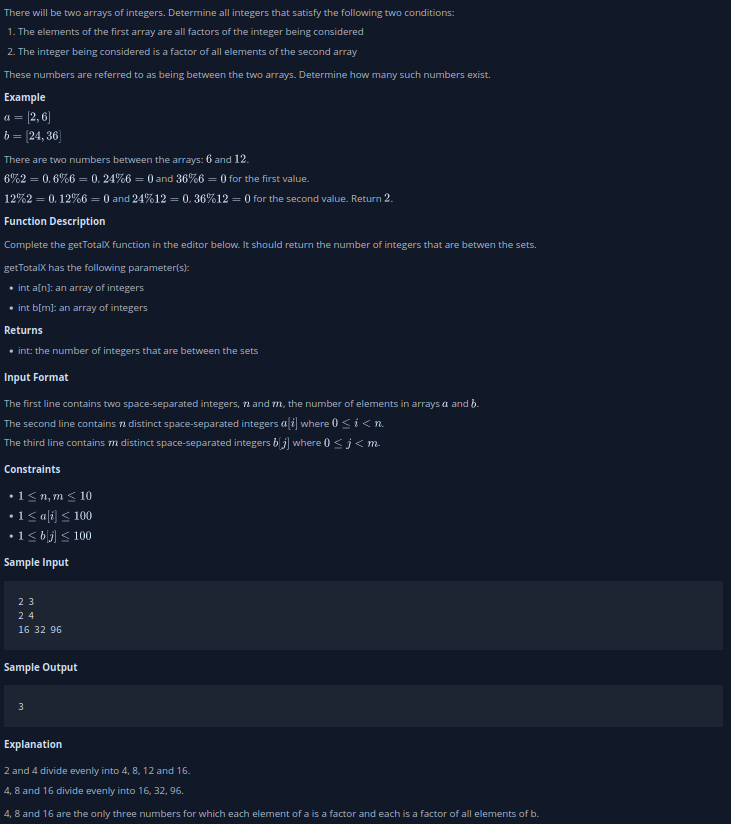 There will be two arrays of integers. Determine all integers that satisfy the following two conditions:
1. The elements of the first array are all factors of the integer being considered
2. The integer being considered is a factor of all elements of the second array
These numbers are referred to as being between the two arrays. Determine how many such numbers exist.
Example
a = [2, 6]
b = [24, 36]
There are two numbers between the arrays: 6 and 12.
6%2 = 0, 6%6 = 0, 24%6 = 0 and 36%6 = 0 for the first value.
12%2 = 0, 12%6 = 0 and 24%12 = 0, 36%12 = 0 for the second value. Return 2.
Function Description
Complete the getTotalX function in the editor below. It should return the number of integers that are betwen the sets.
getTotalX has the following parameter(s):
• int a[n]: an array of integers
• int b[m]: an array of integers
Returns
• int: the number of integers that are between the sets
Input Format
The first line contains two space-separated integers, n and m, the number of elements in arrays a and b.
The second line contains n distinct space-separated integers a[i] where 0 ≤ i < n.
The third line contains m distinct space-separated integers b[j] where 0 ≤ j < m.
Constraints
• 1 ≤ n, m ≤ 10
• 1 ≤ a[i] ≤ 100
• 1 ≤ b[j] ≤ 100
Sample Input
2 3
2 4
16 32 96
Sample Output
3
Explanation
2 and 4 divide evenly into 4, 8, 12 and 16.
4, 8 and 16 divide evenly into 16, 32, 96.
4, 8 and 16 are the only three numbers for which each element of a is a factor and each is a factor of all elements of b.